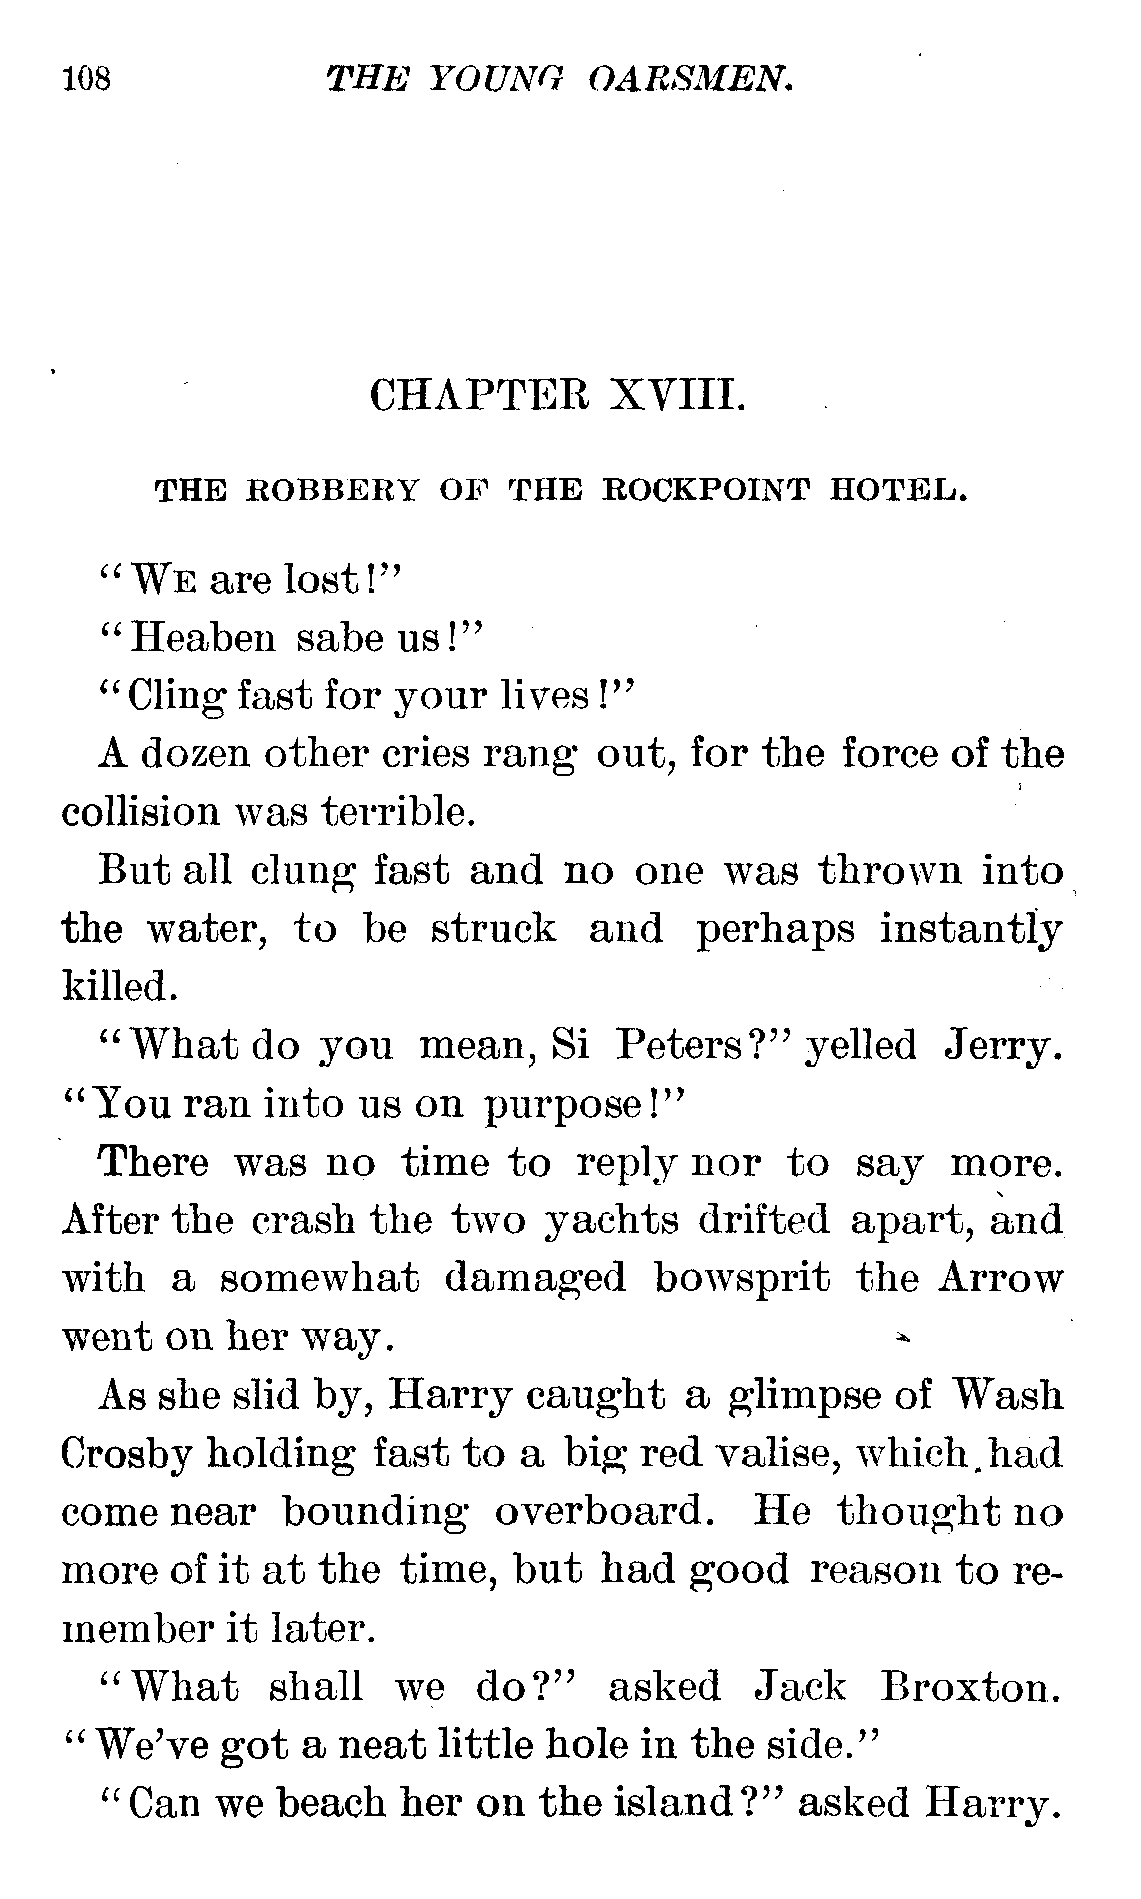 108 THE YOUNG OARSMEN.
CHAPTER XVIII.
THE ROBBERY OF THE ROCKPOINT HOTEL.
"WE are lost!"
"Heaben sabe us!"
"Cling fast for your lives!"
A dozen other cries rang out, for the force of the
collision was terrible.
But all clung fast and no one was thrown into
the water, to be struck and perhaps instantly
killed.
"What do you mean, Si Peters?" yelled Jerry.
"You ran into us on purpose!"
There was no time to reply nor to say more.
After the crash the two yachts drifted apart, and
with a somewhat damaged bowsprit the Arrow
went on her way.
As she slid by, Harry caught a glimpse of Wash
Crosby holding fast to a big red valise, which had
come near bounding overboard. He thought no
more of it at the time, but had good reason to re-
member it later.
"What shall we do?" asked Jack Broxton.
"We've got a neat little hole in the side."
"Can we beach her on the island?" asked Harry.